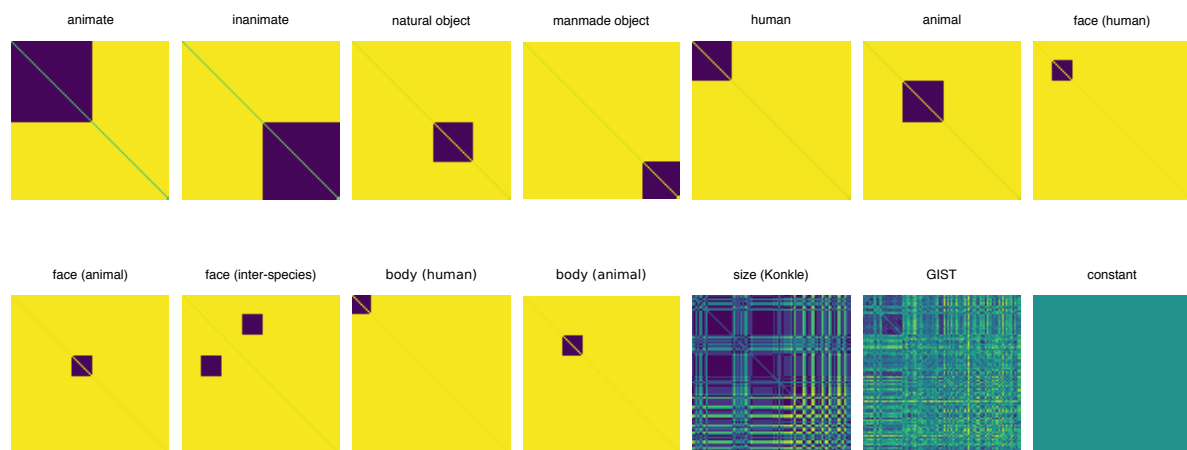 animate
inanimate
natural object
manmade object
human
animal
face (human)
face (animal)
face (inter-species)
body (human)
body (animal)
size (Konkle)
GIST
constant